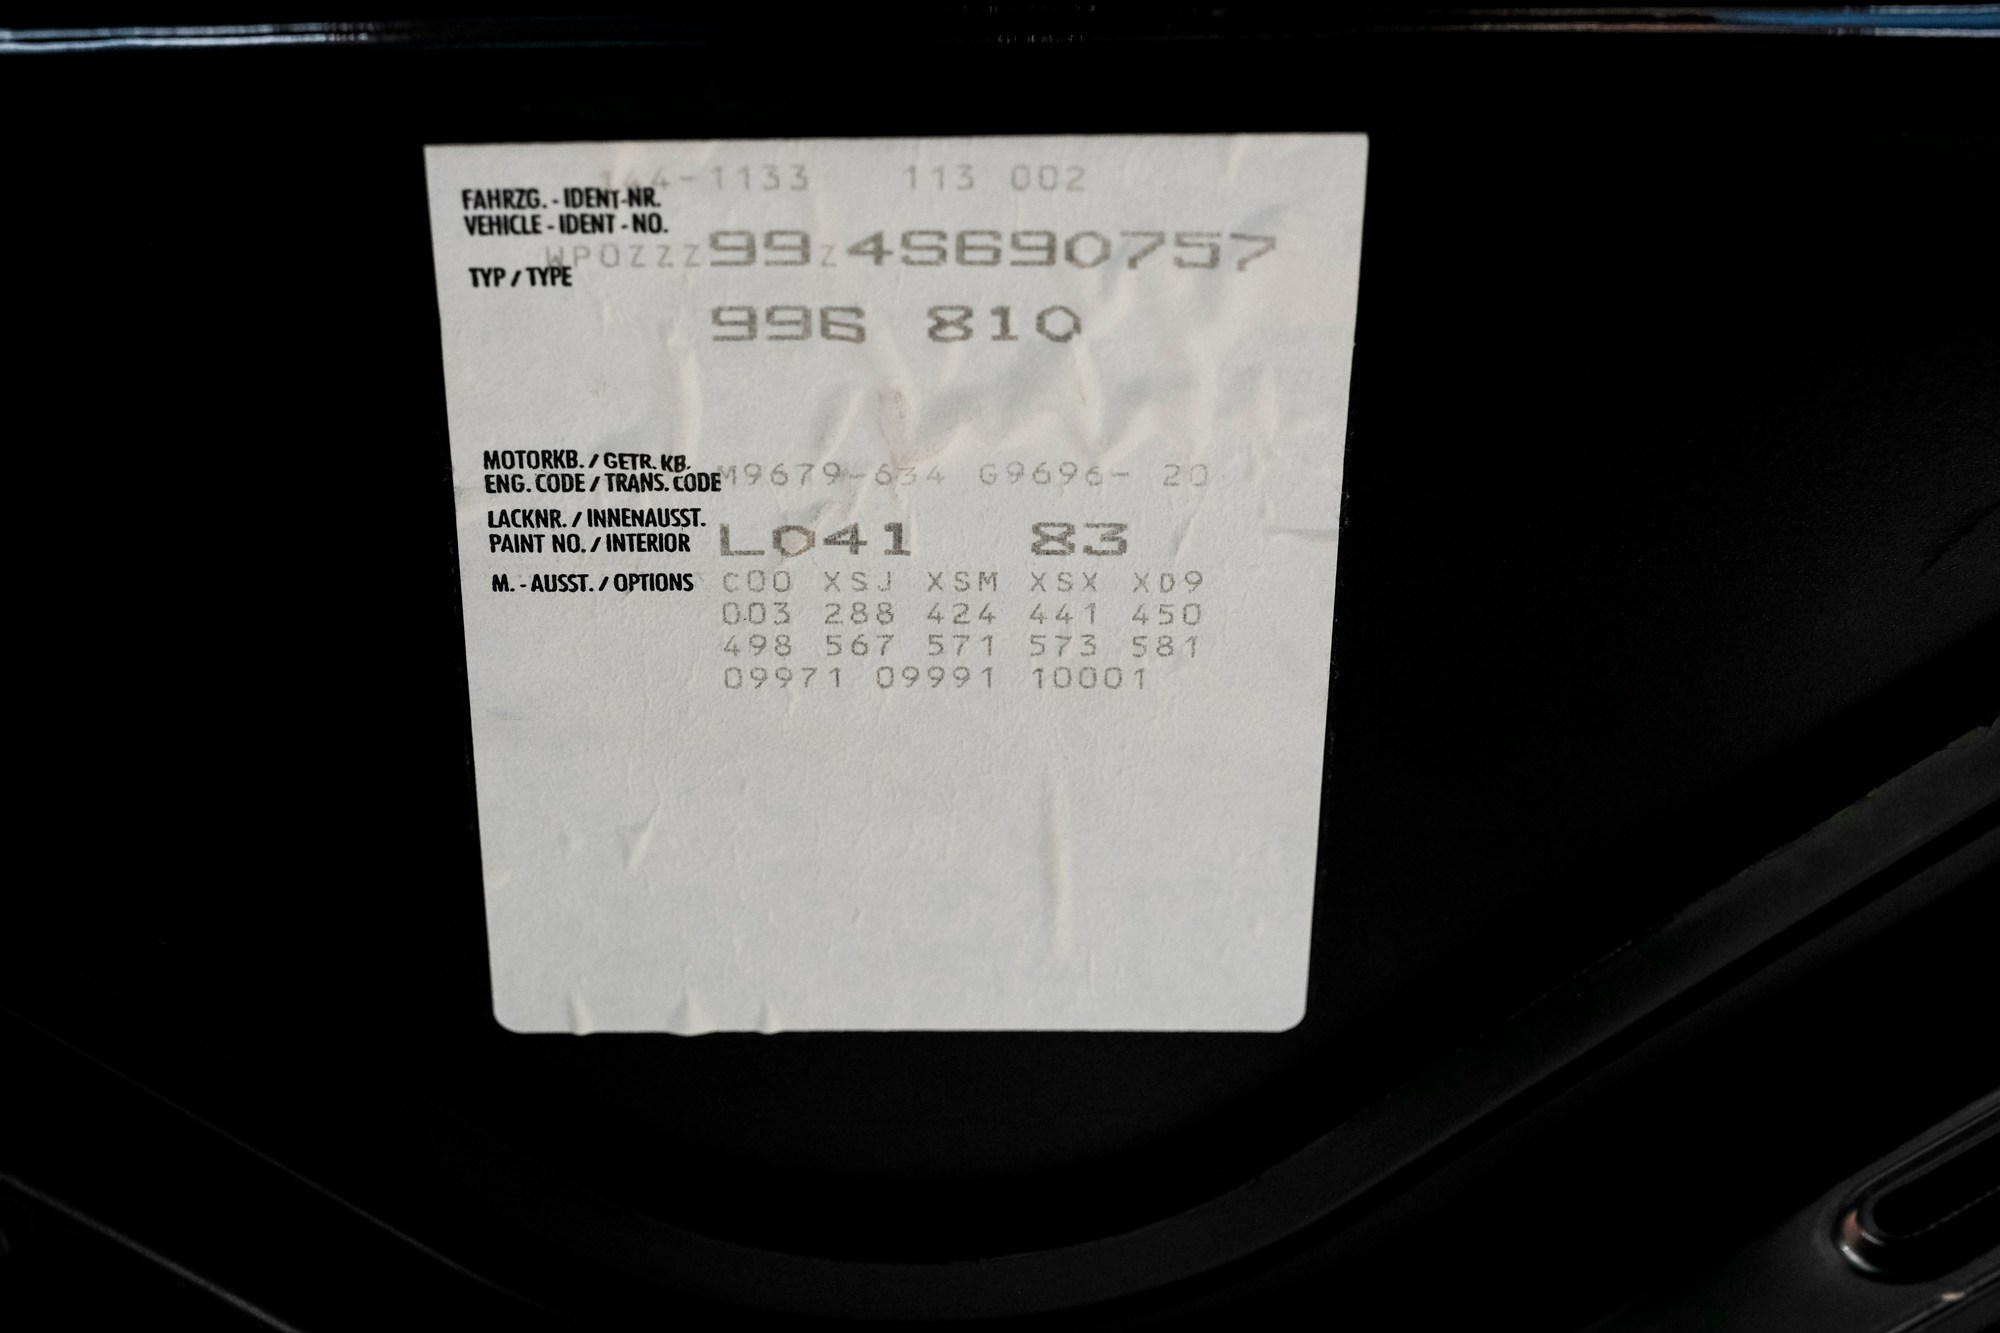 144-1133 113 002
FAHRZG. - IDENT-NR.
VEHICLE - IDENT - NO.
WP0ZZZ99Z4S690757
TYP / TYPE
996 810
MOTORKB. / GETR. KB.
ENG. CODE / TRANS. CODE M9679-634 G9696- 20
LACKNR. / INNENAUSST.
PAINT NO. / INTERIOR L041 83
M. - AUSST. / OPTIONS C00 XSJ XSM XSX XD9
003 288 424 441 450
498 567 571 573 581
09971 09991 10001